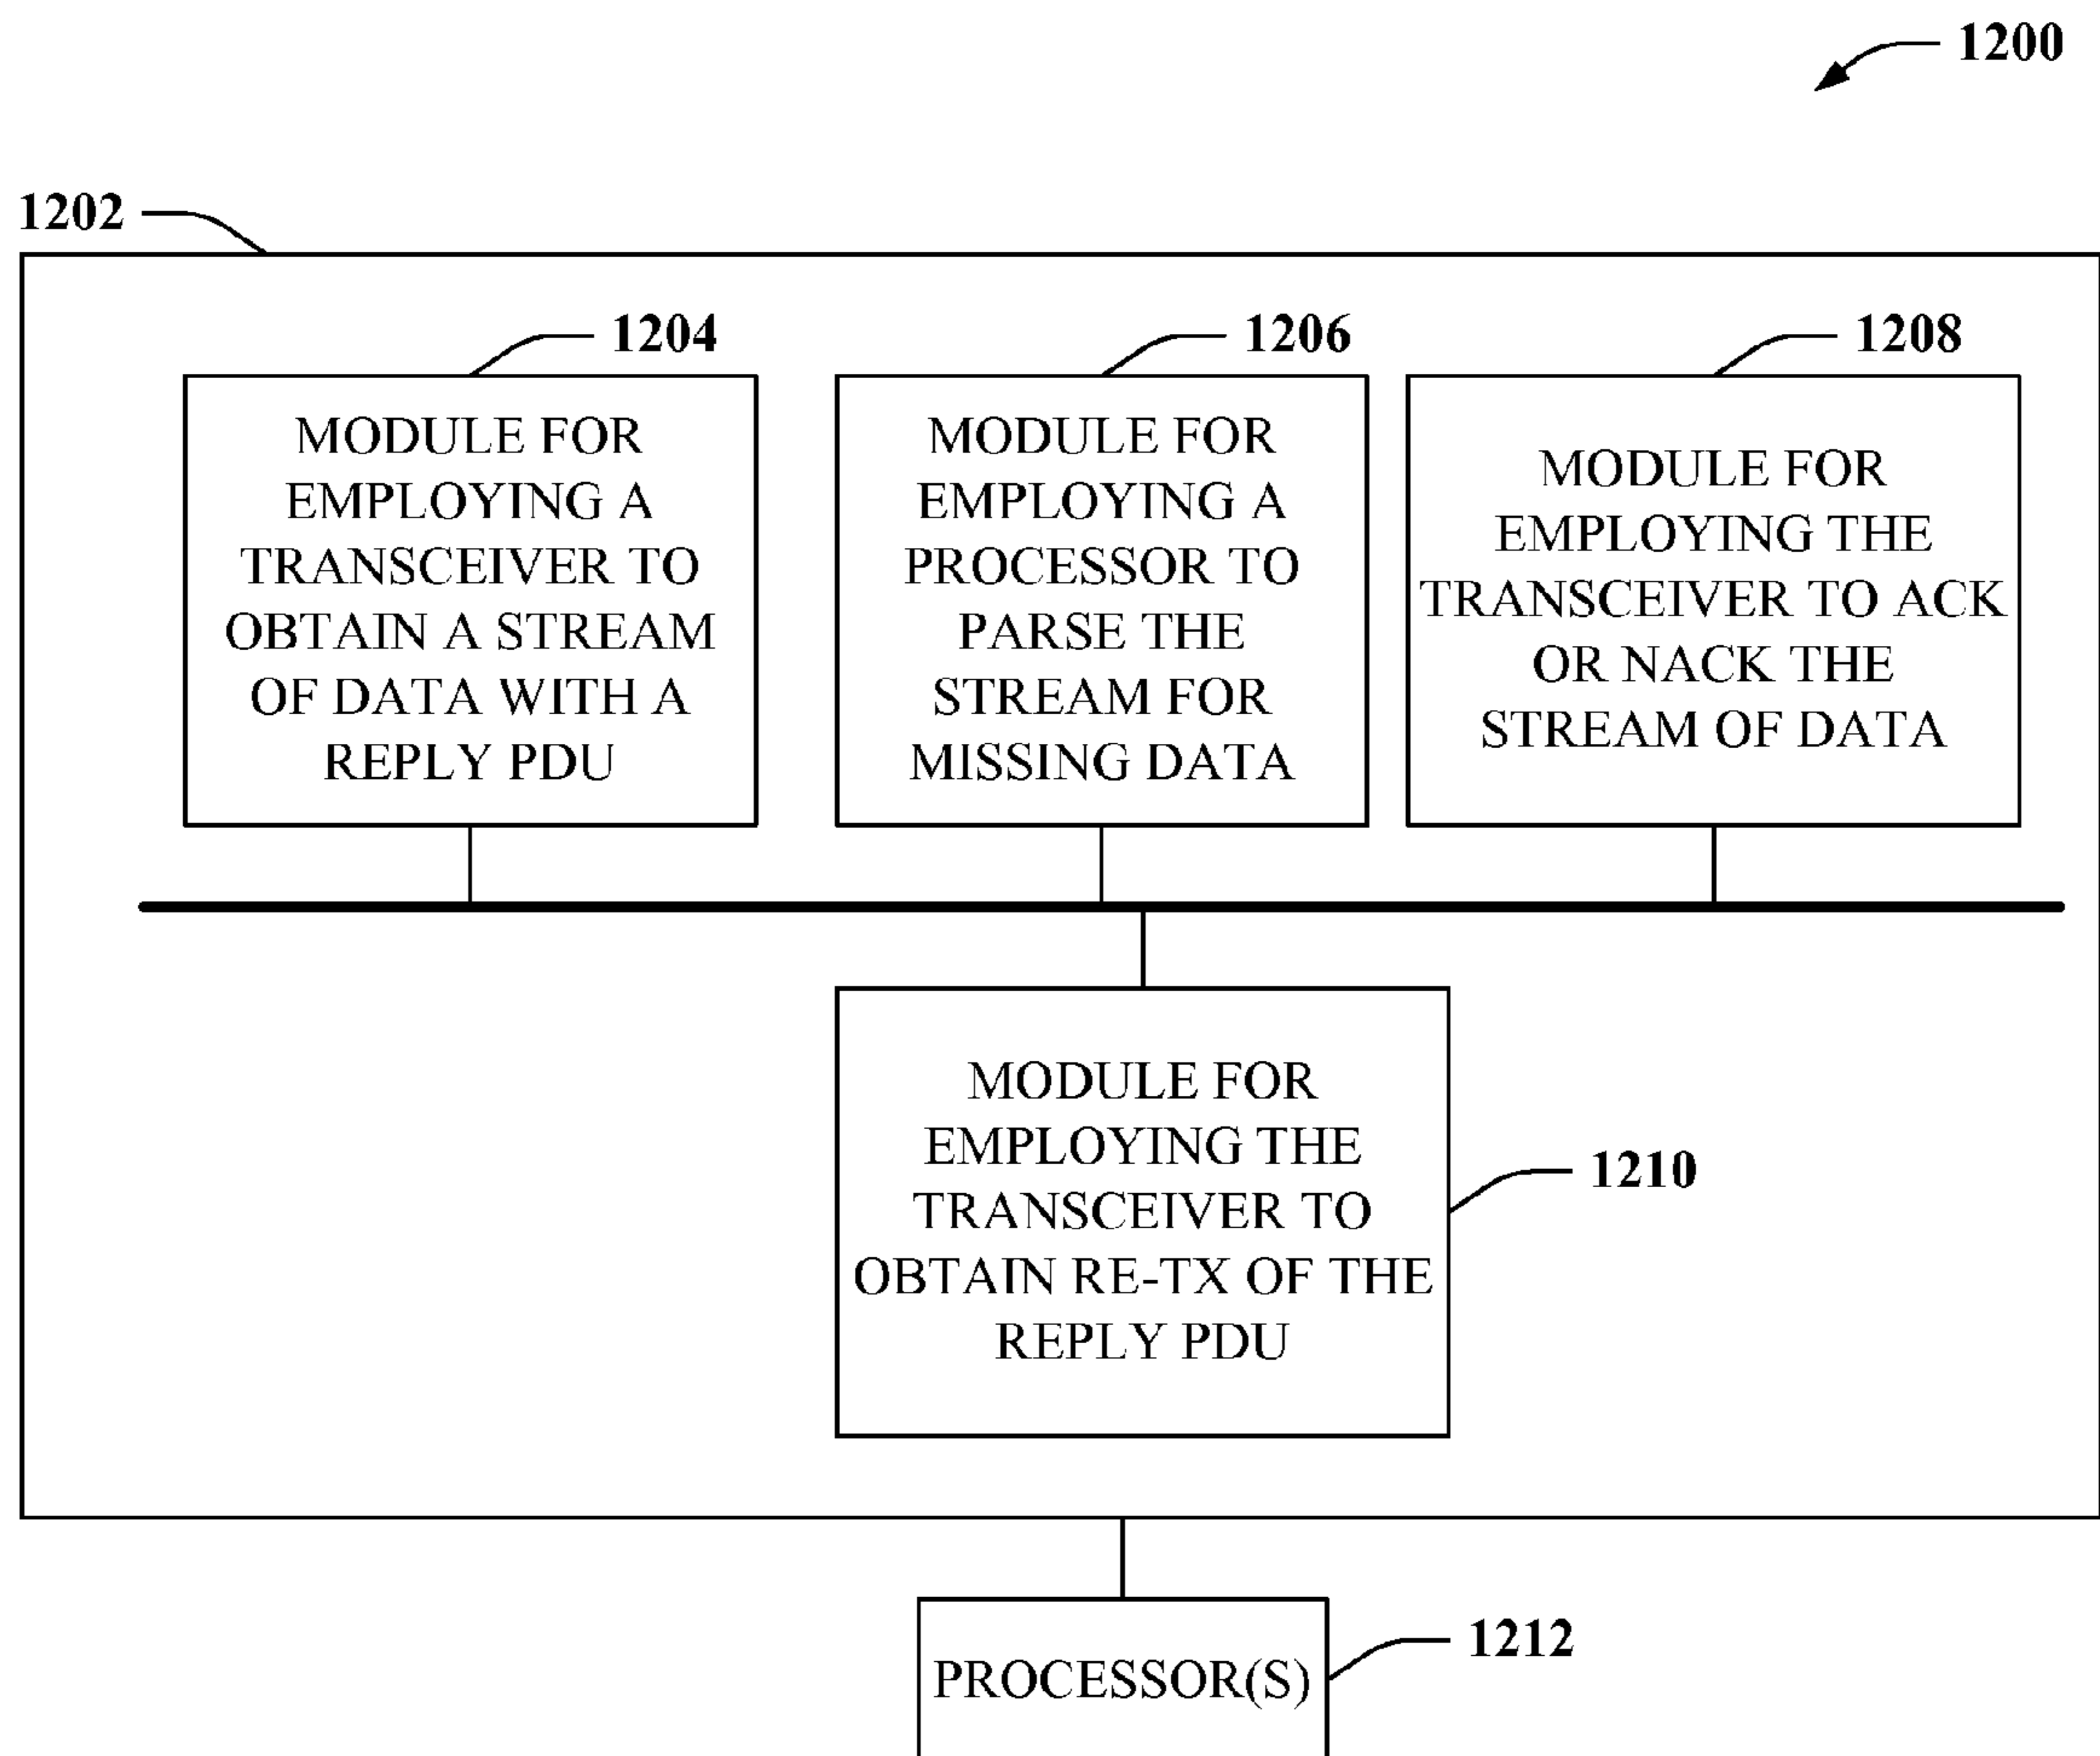 1200
1202
1204
1206
1208
MODULE FOR
EMPLOYING A
TRANSCEIVER TO
OBTAIN A STREAM
OF DATA WITH A
REPLY PDU
MODULE FOR
EMPLOYING A
PROCESSOR TO
PARSE THE
STREAM FOR
MISSING DATA
MODULE FOR
EMPLOYING THE
TRANSCEIVER TO ACK
OR NACK THE
STREAM OF DATA
MODULE FOR
EMPLOYING THE
TRANSCEIVER TO
OBTAIN RE-TX OF THE
REPLY PDU
1210
PROCESSOR(S)
1212